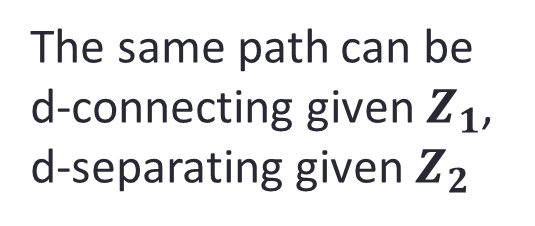 The same path can be
d-connecting given Z₁,
d-separating given Z₂